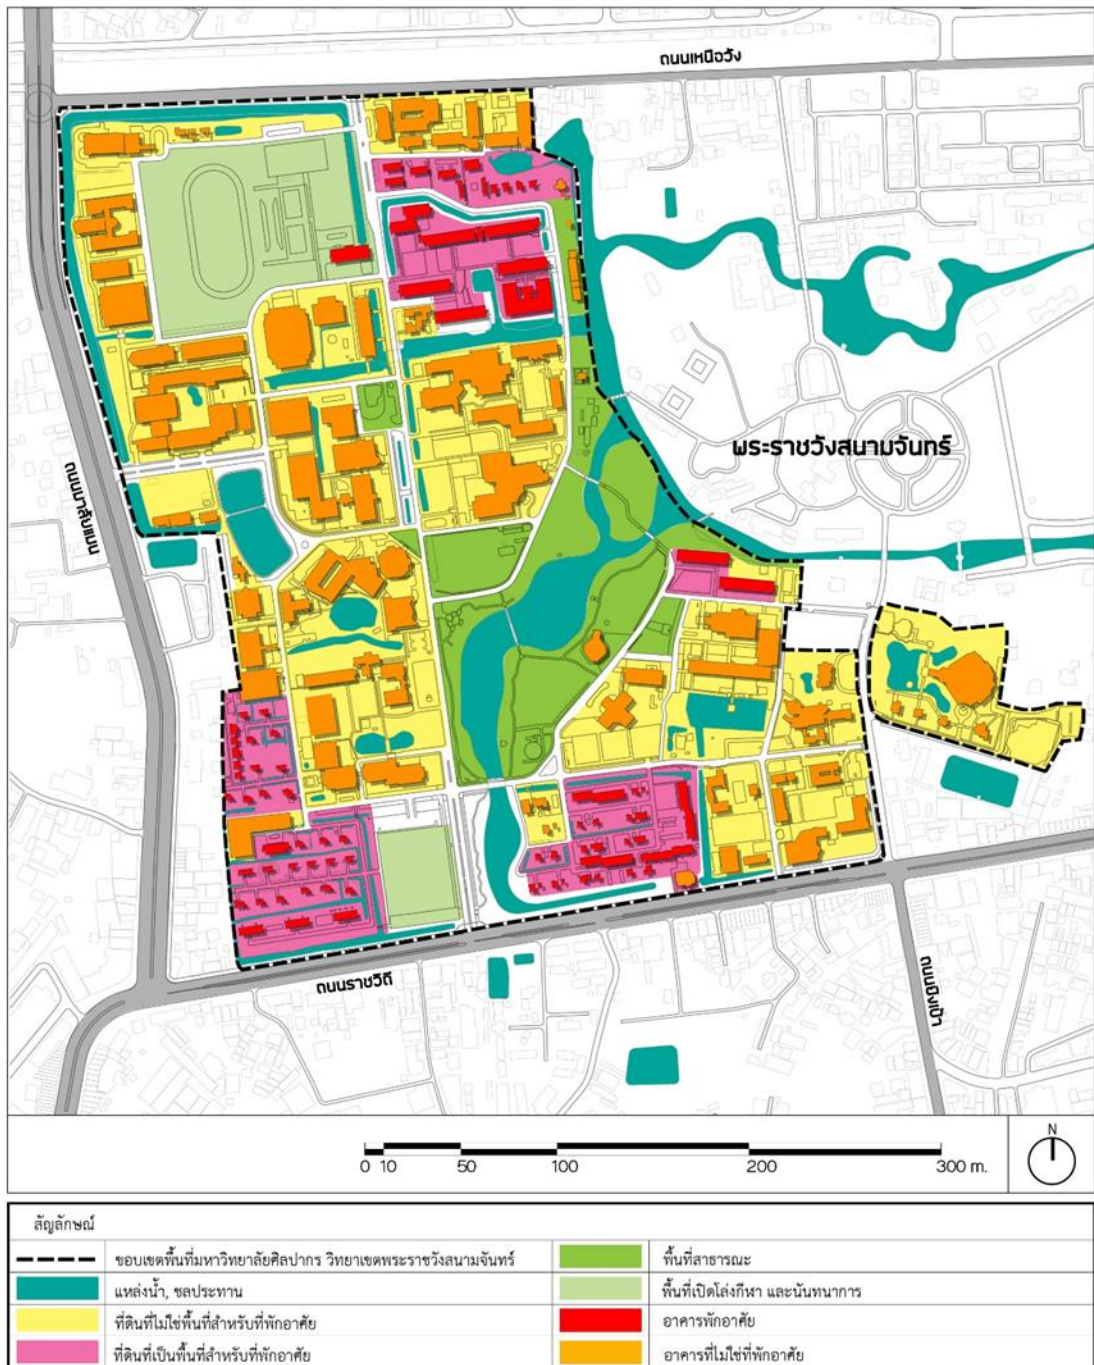 ถนนเหนือวัง
พระราชวังสนามจันทร์
ถนนมาลัยแมน
ถนนราชวิถี
ถนนยิงเป้า
N
0 10 50 100 200 300 m.
สัญลักษณ์
ขอบเขตพื้นที่มหาวิทยาลัยศิลปากร วิทยาเขตพระราชวังสนามจันทร์
พื้นที่สาธารณะ
แหล่งน้ำ, ชลประทาน
พื้นที่เปิดโล่งกีฬา และนันทนาการ
ที่ดินที่ไม่ใช่พื้นที่สำหรับที่พักอาศัย
อาคารพักอาศัย
ที่ดินที่เป็นพื้นที่สำหรับที่พักอาศัย
อาคารที่ไม่ใช่ที่พักอาศัย